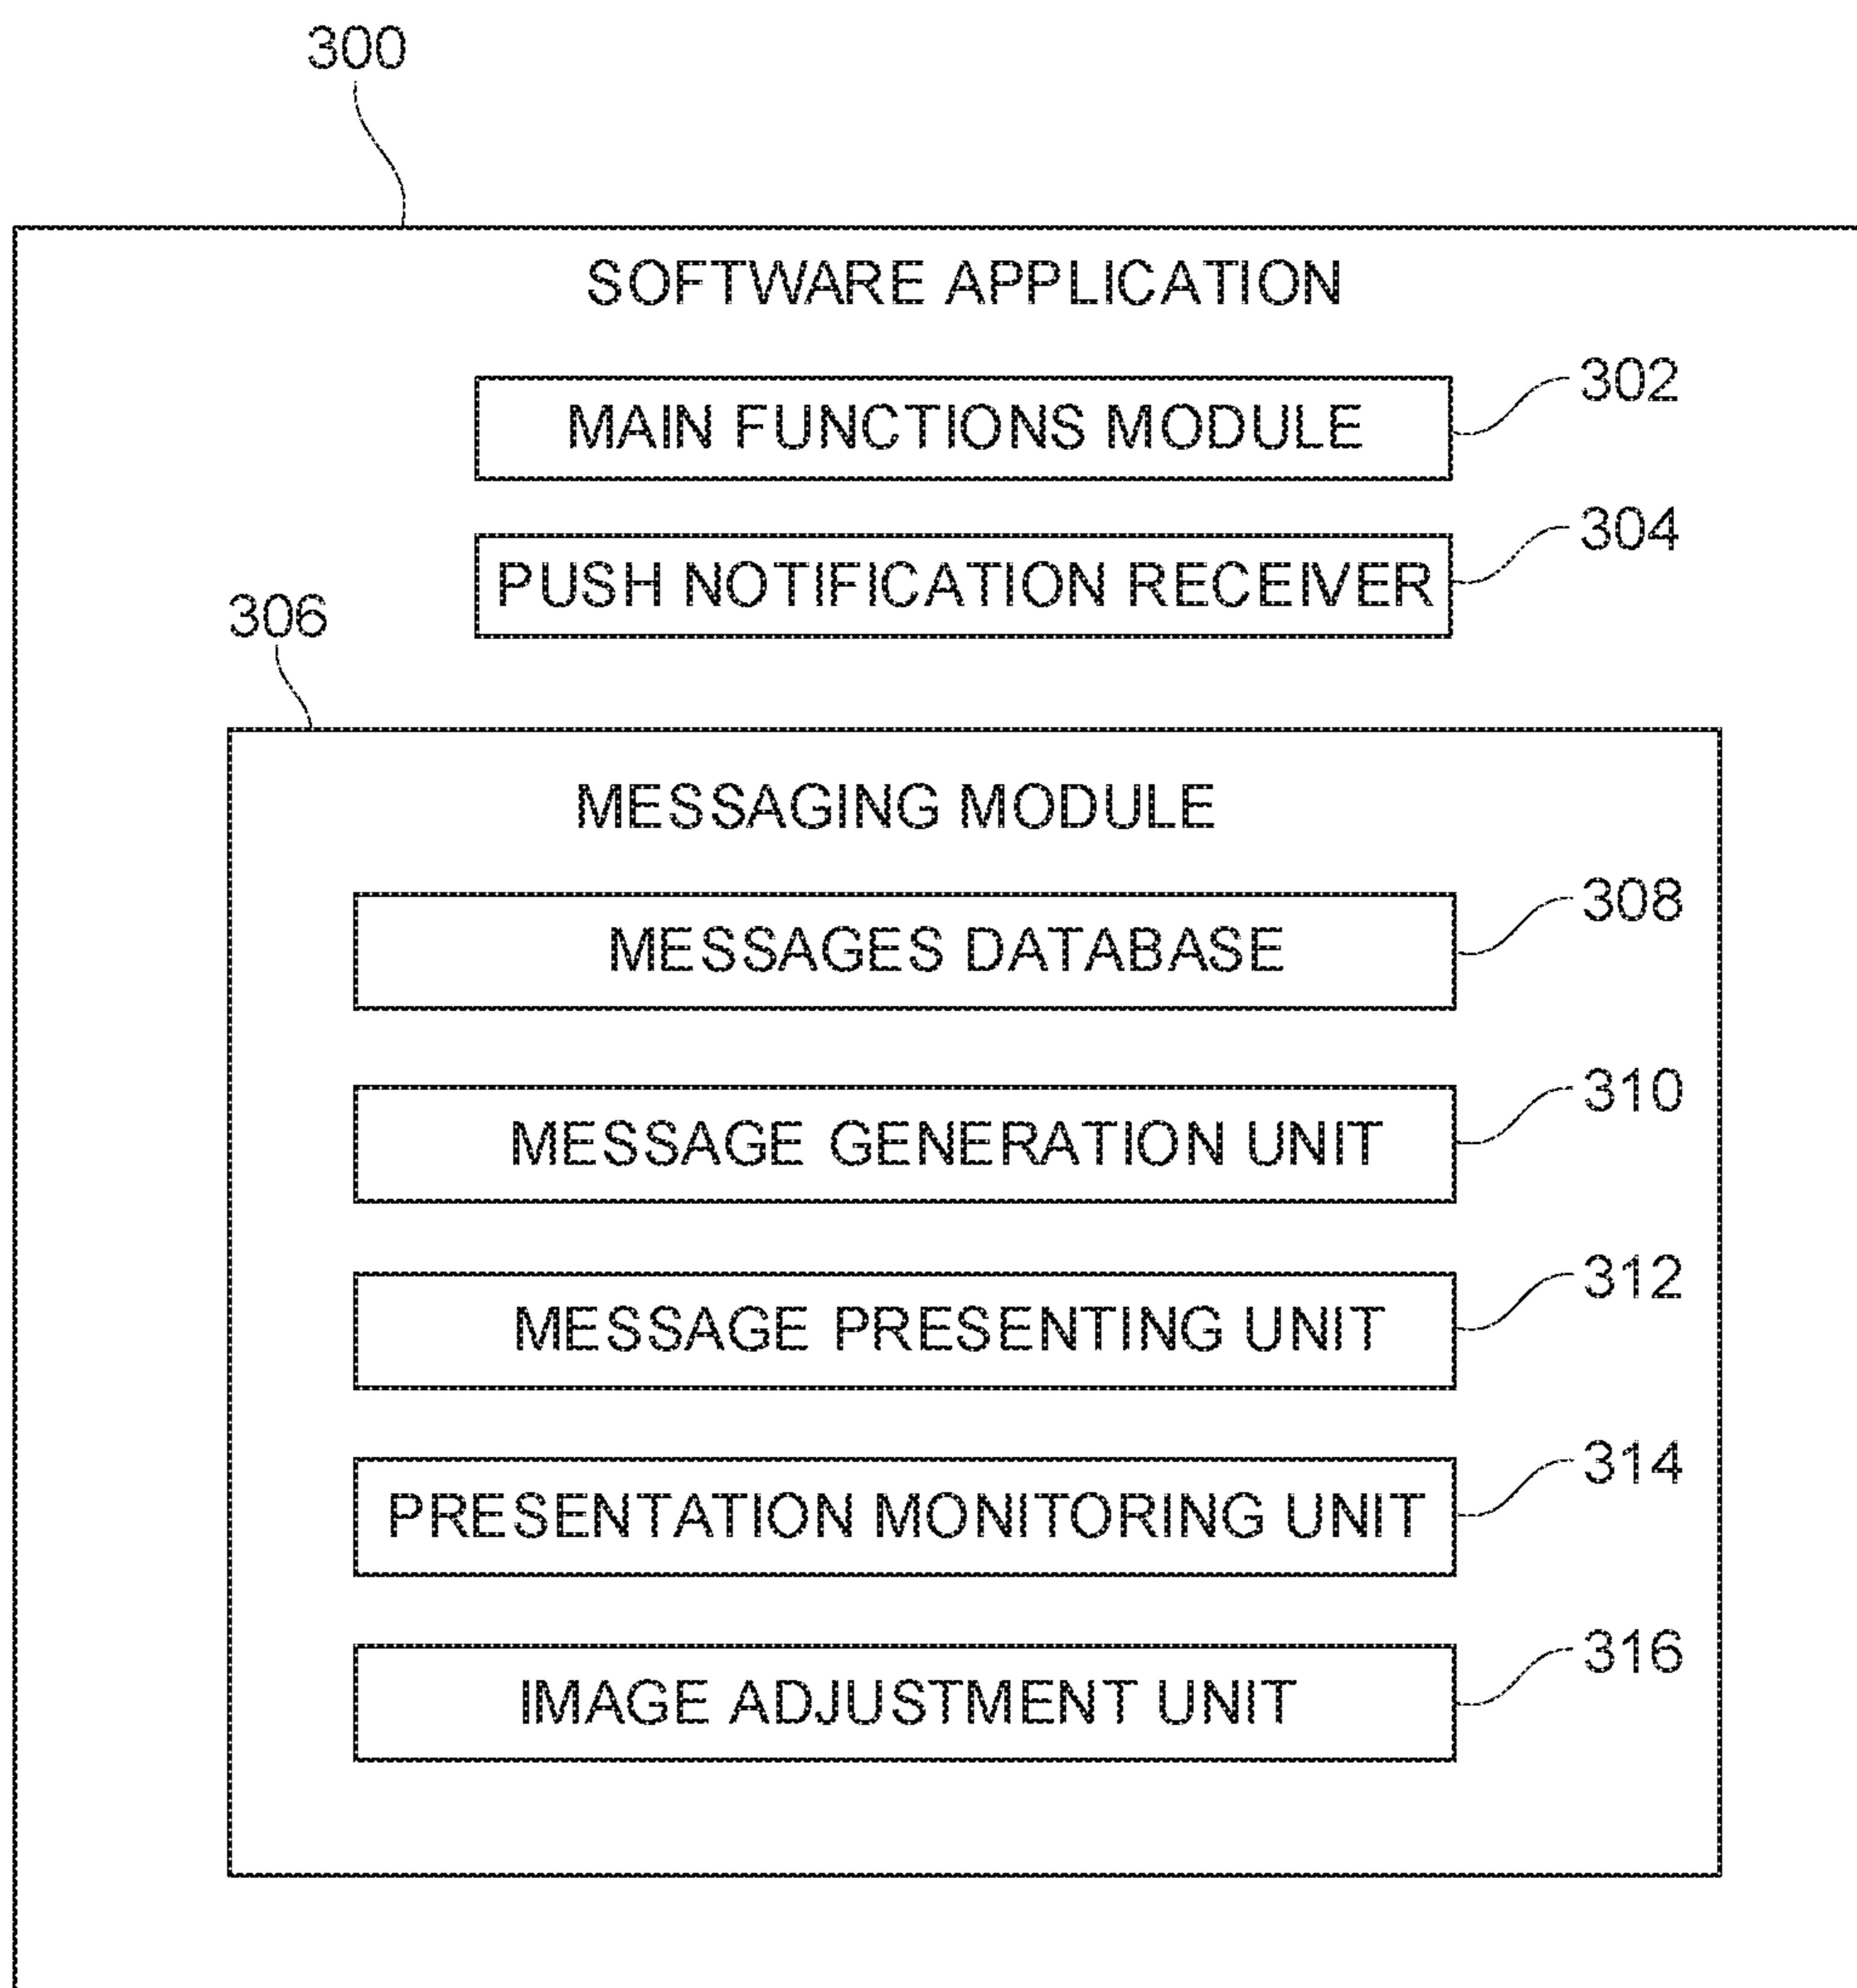 300
SOFTWARE APPLICATION
302
MAIN FUNCTIONS MODULE
304
PUSH NOTIFICATION RECEIVER
306
MESSAGING MODULE
308
MESSAGES DATABASE
310
MESSAGE GENERATION UNIT
312
MESSAGE PRESENTING UNIT
314
PRESENTATION MONITORING UNIT
316
IMAGE ADJUSTMENT UNIT